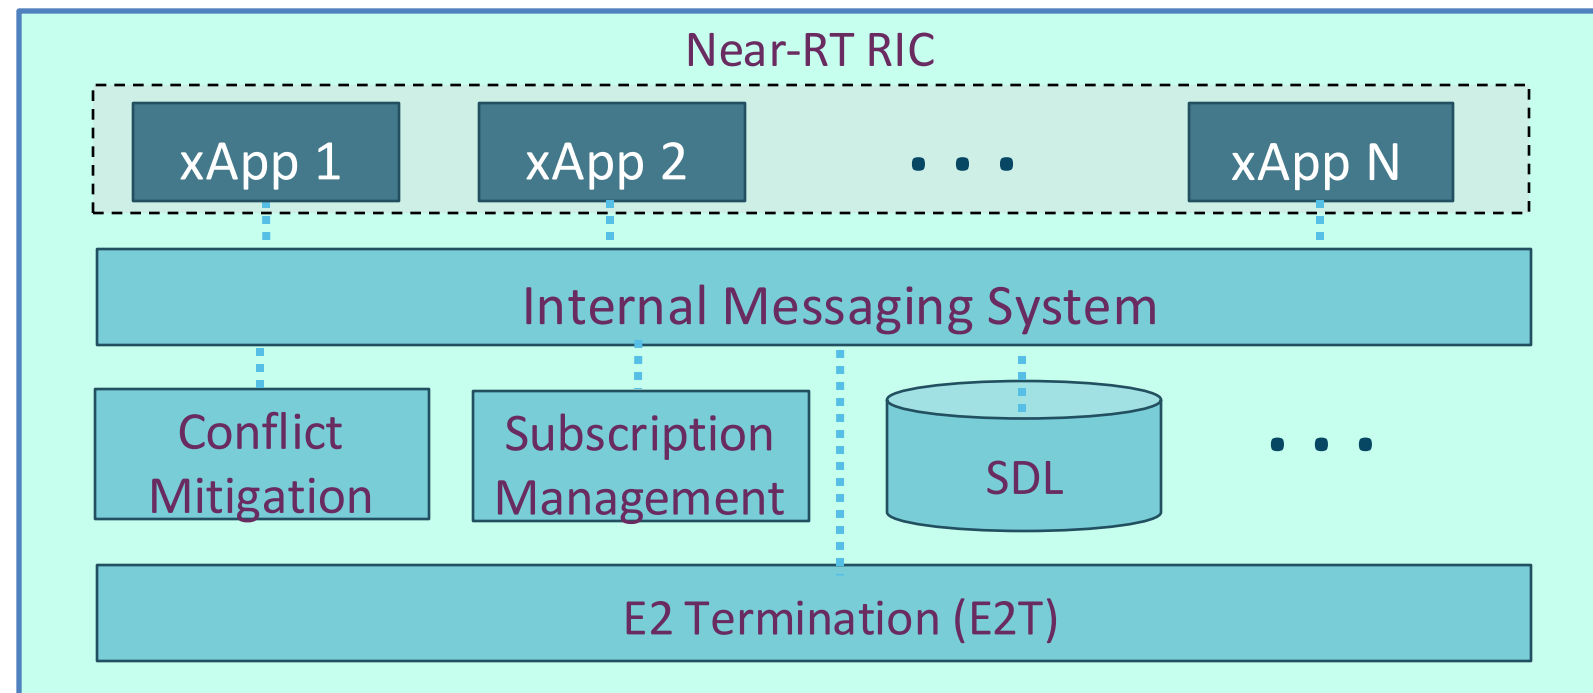 Near-RT RIC
xApp 1
xApp 2
. . .
xApp N
Internal Messaging System
Conflict
Mitigation
Subscription
Management
SDL
. . .
E2 Termination (E2T)